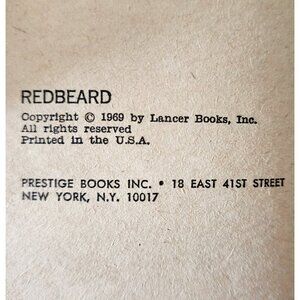 REDBEARD
Copyright © 1969 by Lancer Books, Inc.
All rights reserved
Printed in the U.S.A.
PRESTIGE BOOKS INC. • 18 EAST 41ST STREET
NEW YORK, N.Y. 10017